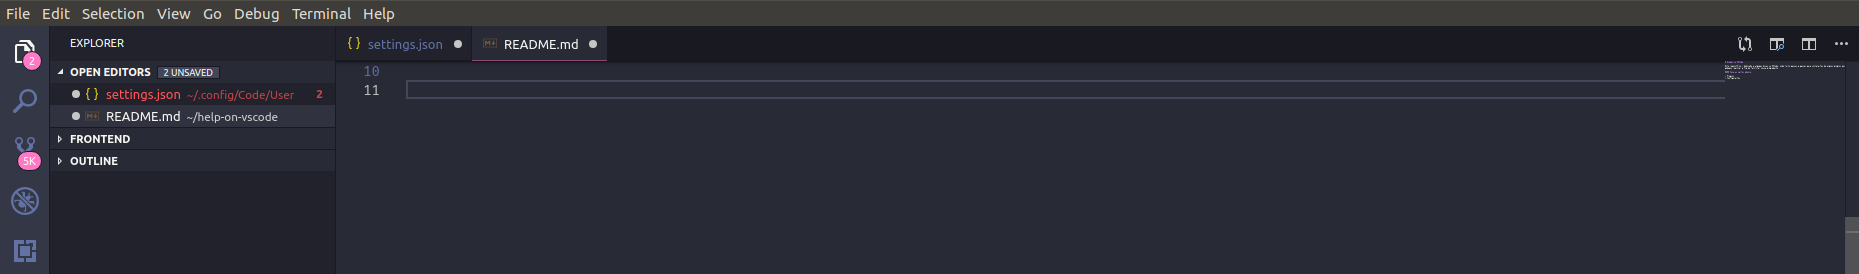 File Edit Selection View Go Debug Terminal Help
EXPLORER
OPEN EDITORS 2 UNSAVED
settings.json ~/.config/Code/User 2
README.md ~/help-on-vscode
FRONTEND
OUTLINE
2
5K
settings.json
README.md
10
11